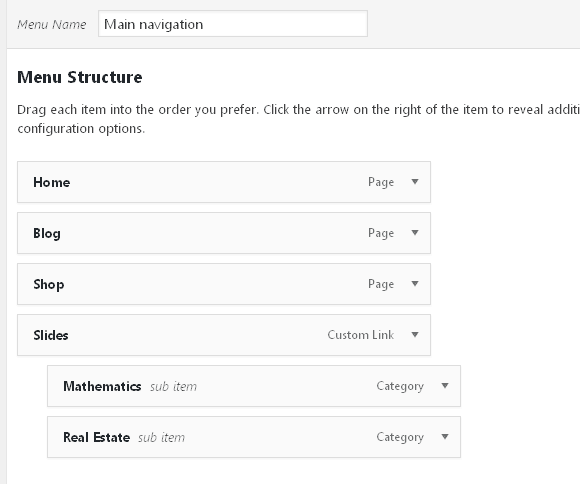 Menu Name Main navigation
Menu Structure
Drag each item into the order you prefer. Click the arrow on the right of the item to reveal additi
configuration options.
Home Page
Blog Page
Shop Page
Slides Custom Link
Mathematics sub item Category
Real Estate sub item Category